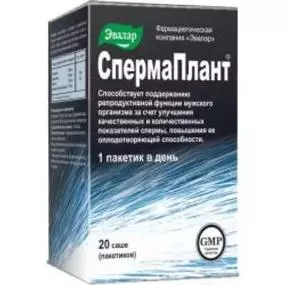 Эвалар
Фармацевтическая
компания «Эвалар»
СпермаПлант®
Способствует поддержанию
репродуктивной функции мужского
организма за счет улучшения
качественных и количественных
показателей спермы, повышения ее
оплодотворяющей способности.
1 пакетик в день
20 саше
(пакетиков)
GMP